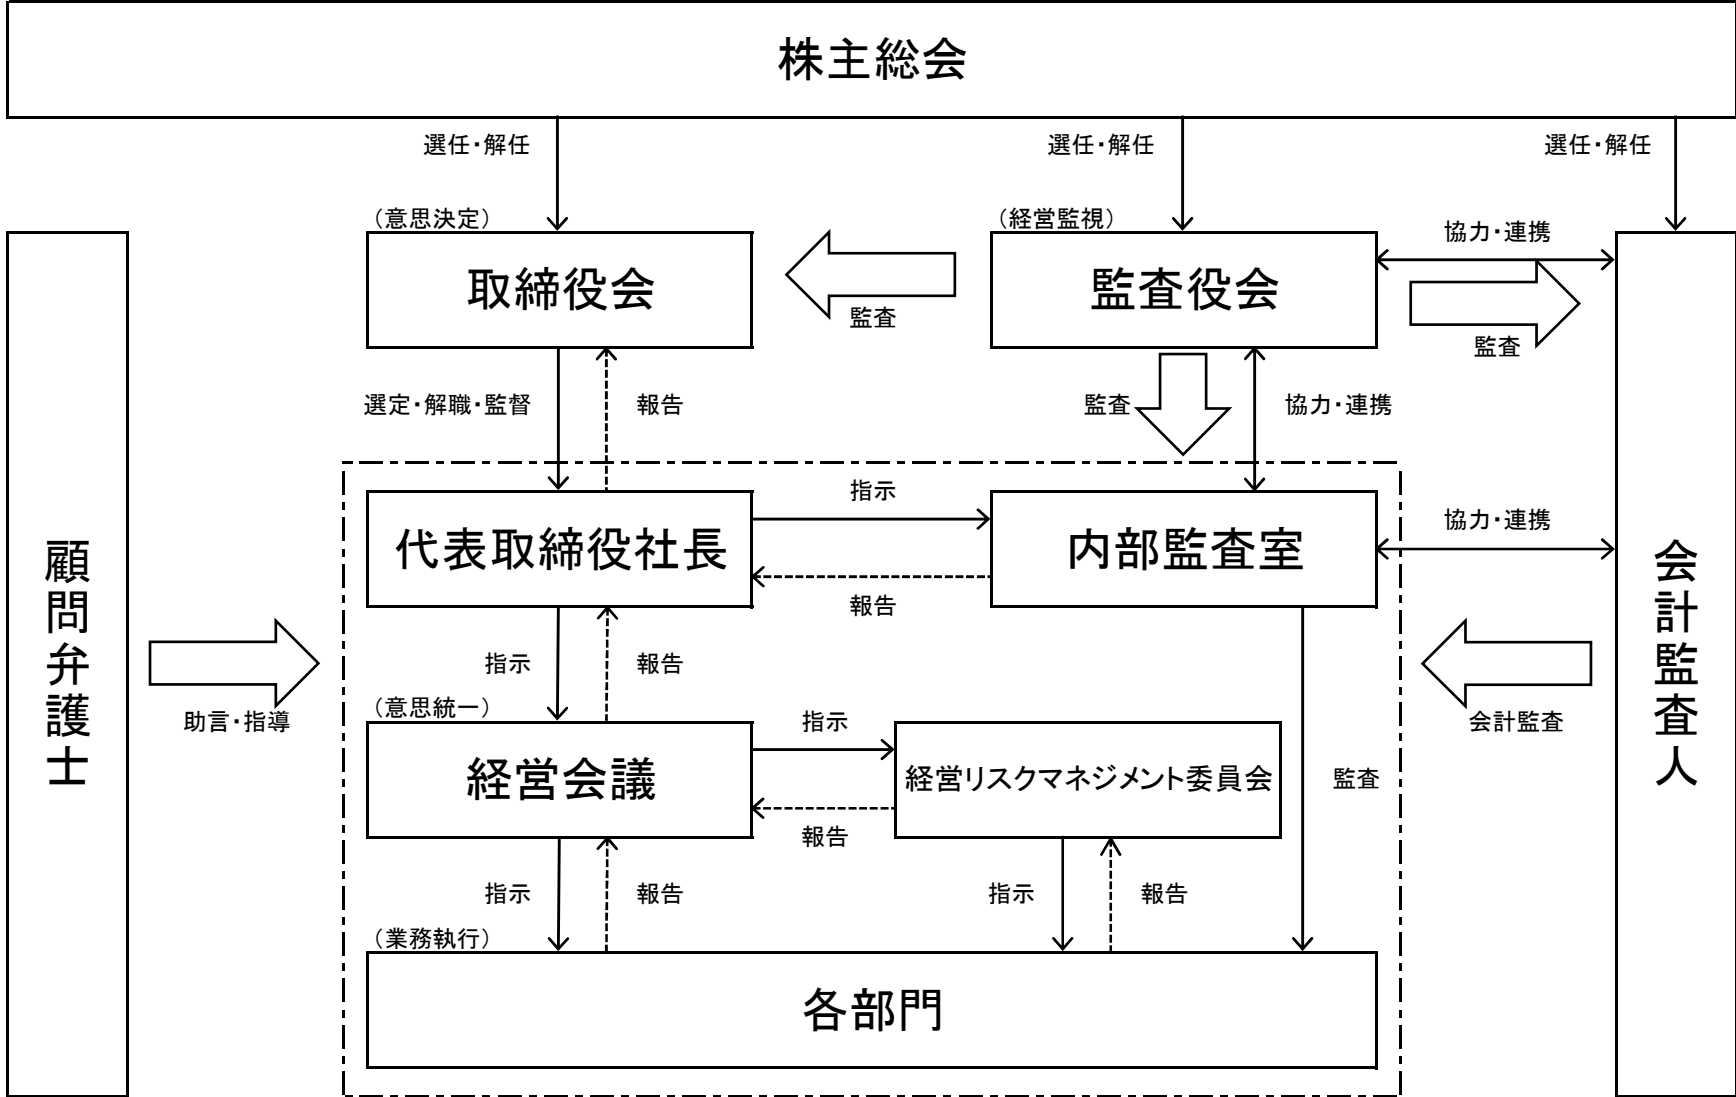 株主総会
選任・解任
選任・解任
選任・解任
（意思決定）
（経営監視）
取締役会
監査
監査役会
協力・連携
監査
選定・解職・監督
報告
監査
協力・連携
代表取締役社長
指示
報告
内部監査室
協力・連携
顧問弁護士
助言・指導
会計監査人
会計監査
指示
報告
（意思統一）
経営会議
指示
報告
経営リスクマネジメント委員会
監査
指示
報告
指示
報告
（業務執行）
各部門